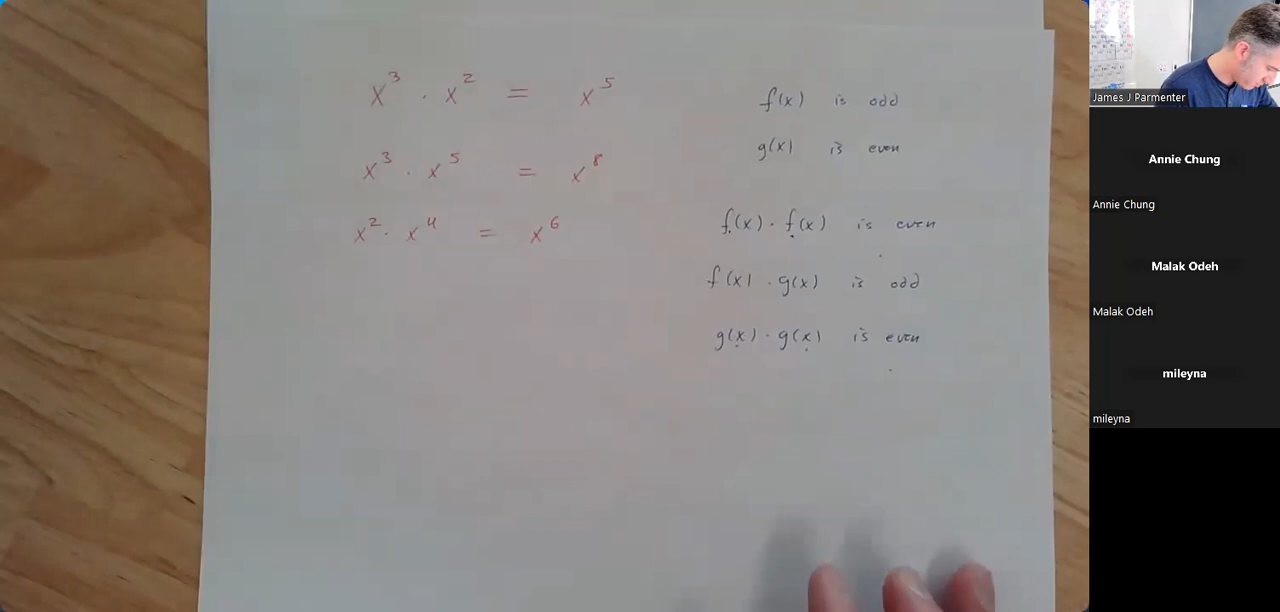 x³ · x² = x⁵
x³ · x⁵ = x⁸
x² · x⁴ = x⁶
f(x) is odd
g(x) is even
f(x) · f(x) is even
f(x) · g(x) is odd
g(x) · g(x) is even
James J Parmenter
Annie Chung
Annie Chung
Malak Odeh
Malak Odeh
mileyna
mileyna